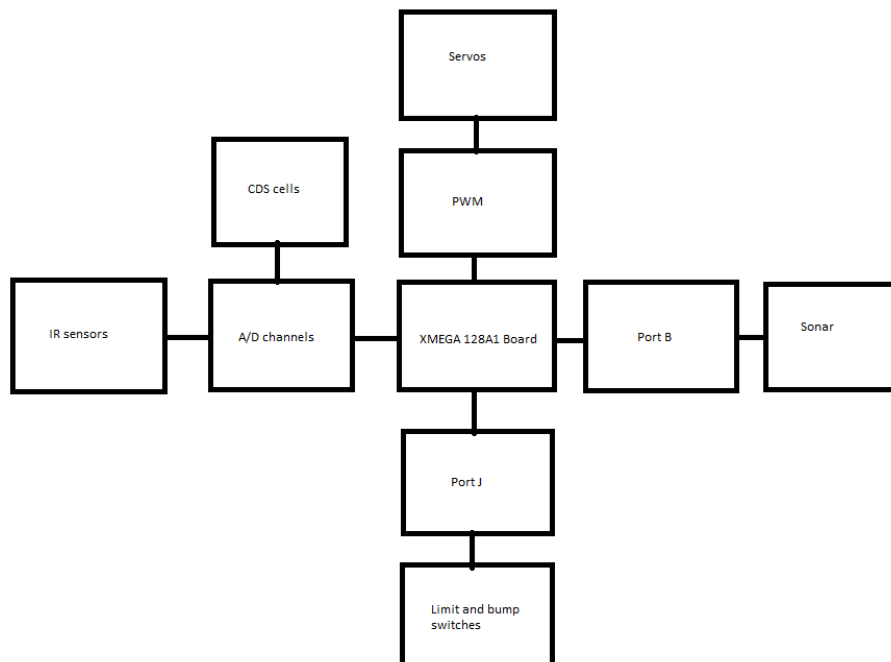 Servos
CDS cells
PWM
IR sensors
A/D channels
XMEGA 128A1 Board
Port B
Sonar
Port J
Limit and bump
switches